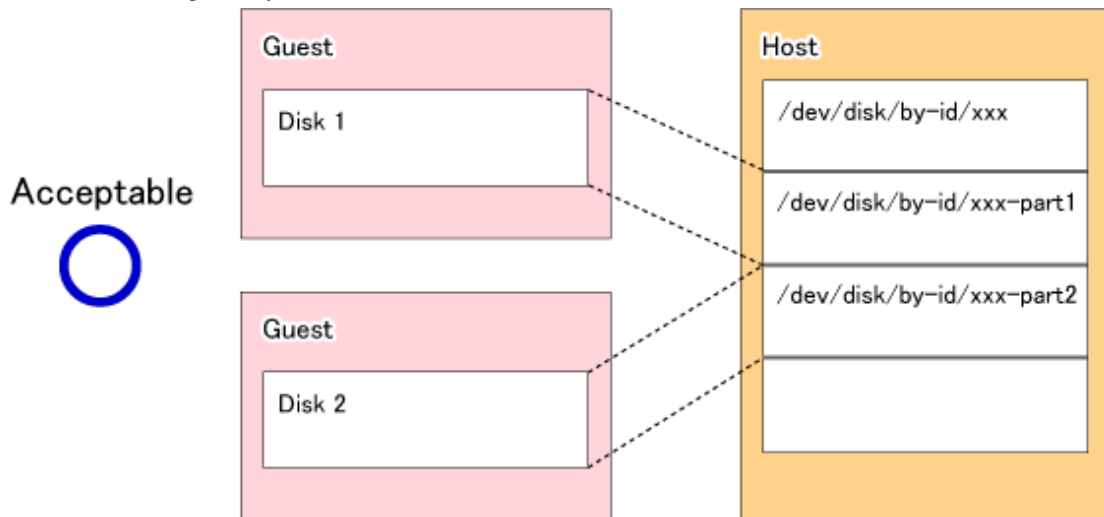 Acceptable
Guest
Disk 1
Guest
Disk 2
Host
/dev/disk/by-id/xxx
/dev/disk/by-id/xxx-part1
/dev/disk/by-id/xxx-part2